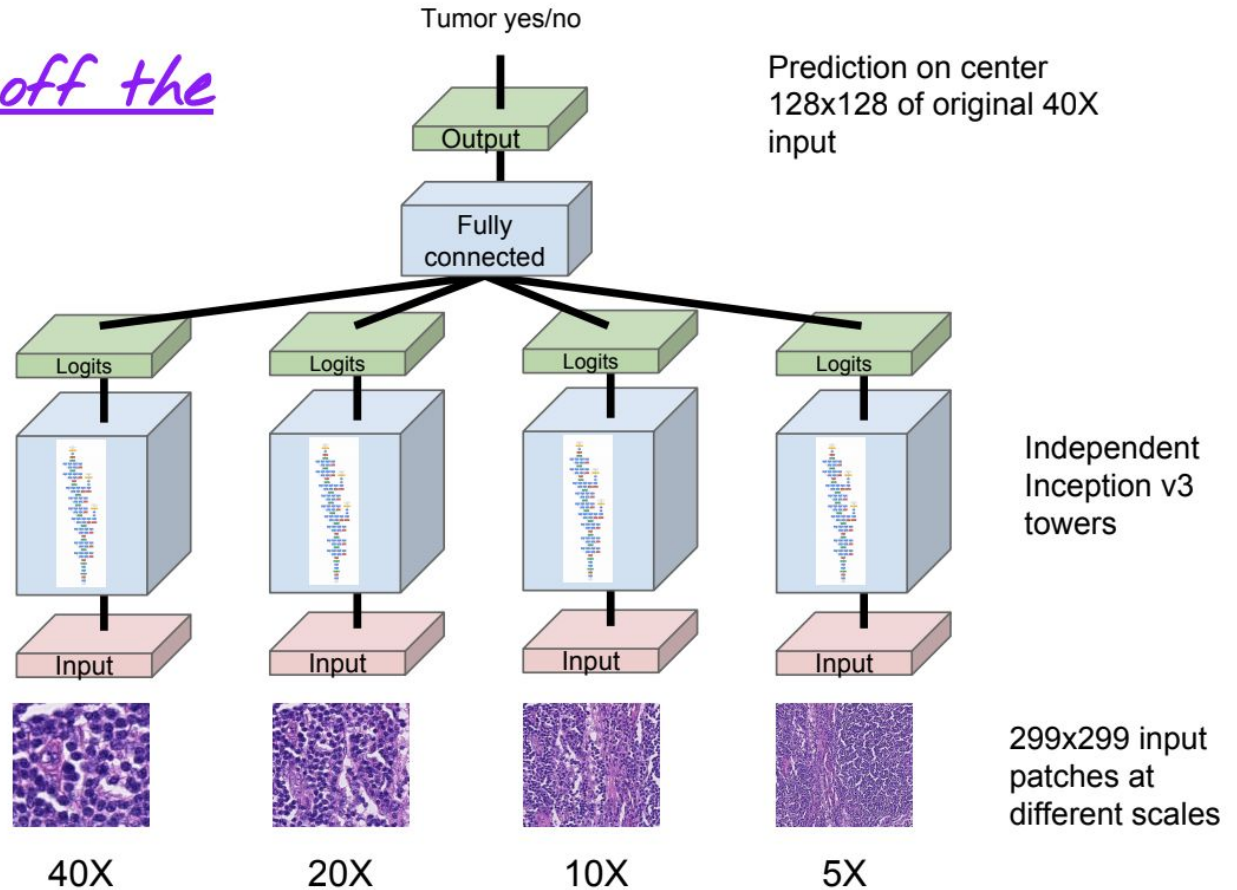 Tumor yes/no
off the
Prediction on center
128x128 of original 40X
input
Output
Fully
connected
Logits
Logits
Logits
Logits
Independent
Inception v3
towers
Input
Input
Input
Input
299x299 input
patches at
different scales
40X
20X
10X
5X